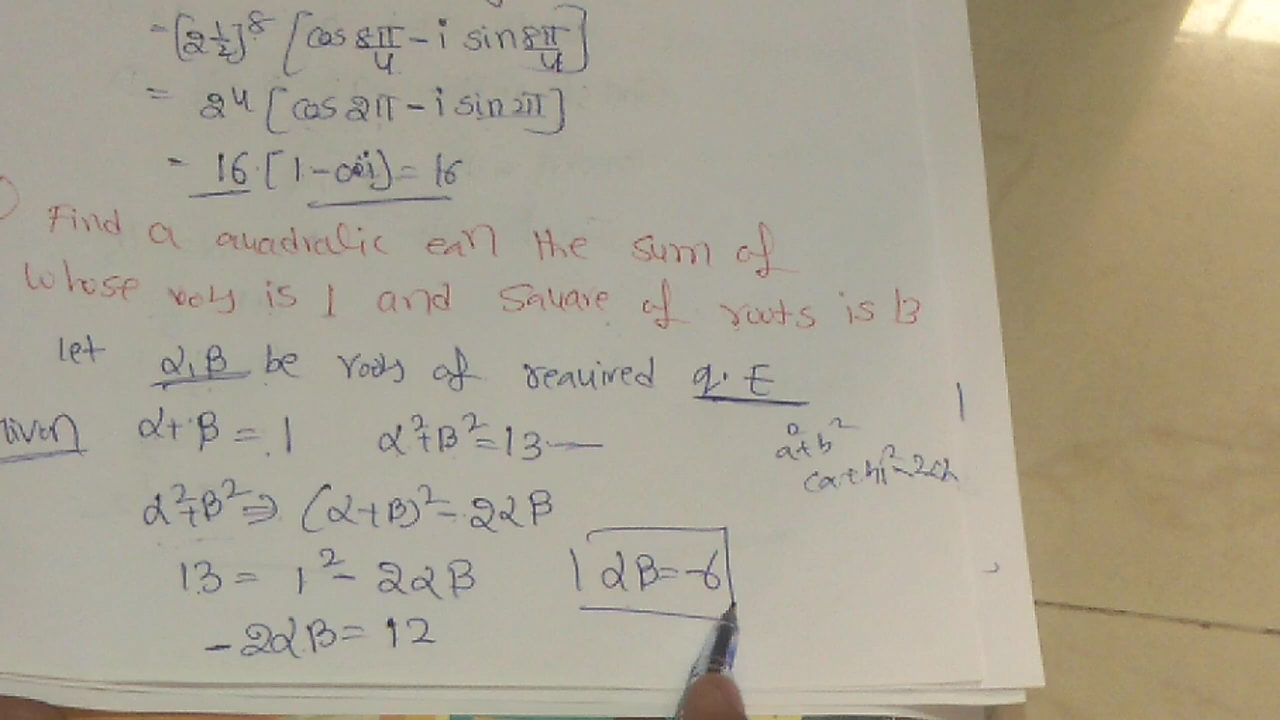 =[2 1/2]^8 [cos 8π/4 - i sin 8π/4]
= 2^4 [cos 2π - i sin 2π]
= 16 [1 - 0i] = 16
Find a quadratic eqn the sum of
whose roots is 1 and square of roots is 13
let α, β be roots of required q.E
Given α+β = 1 α²+β² = 13
a²+b²
(a+b)²-2ab
α²+β² ⇒ (α+β)² - 2αβ
13 = 1² - 2αβ
αβ = -6
-2αβ = 12